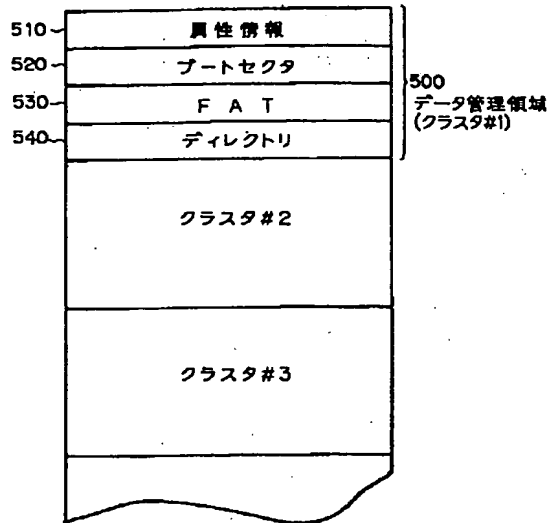 510 属性情報
520 ブートセクタ
530 FAT
540 ディレクトリ
500
データ管理領域
(クラスタ#1)
クラスタ#2
クラスタ#3